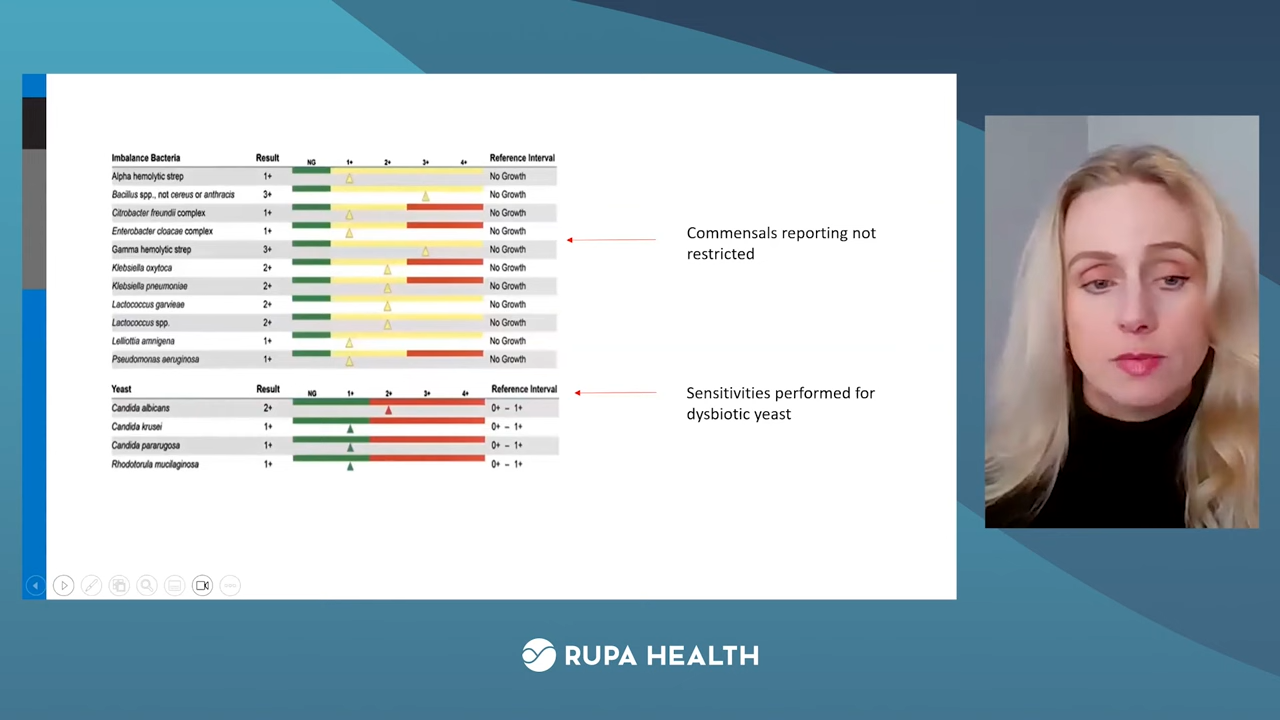 Imbalance Bacteria Result NG 1+ 2+ 3+ 4+ Reference Interval
Alpha hemolytic strep 1+ No Growth
Bacillus spp., not cereus or anthracis 3+ No Growth
Citrobacter freundii complex 1+ No Growth
Enterobacter cloacae complex 1+ No Growth
Gamma hemolytic strep 3+ No Growth
Klebsiella oxytoca 2+ No Growth
Klebsiella pneumoniae 2+ No Growth
Lactococcus garvieae 2+ No Growth
Lactococcus spp. 2+ No Growth
Lelliottia amnigena 1+ No Growth
Pseudomonas aeruginosa 1+ No Growth
Commensals reporting not
restricted
Yeast Result NG 1+ 2+ 3+ 4+ Reference Interval
Candida albicans 2+ 0+ – 1+
Candida krusei 1+ 0+ – 1+
Candida pararugosa 1+ 0+ – 1+
Rhodotorula mucilaginosa 1+ 0+ – 1+
Sensitivities performed for
dysbiotic yeast
RUPA HEALTH